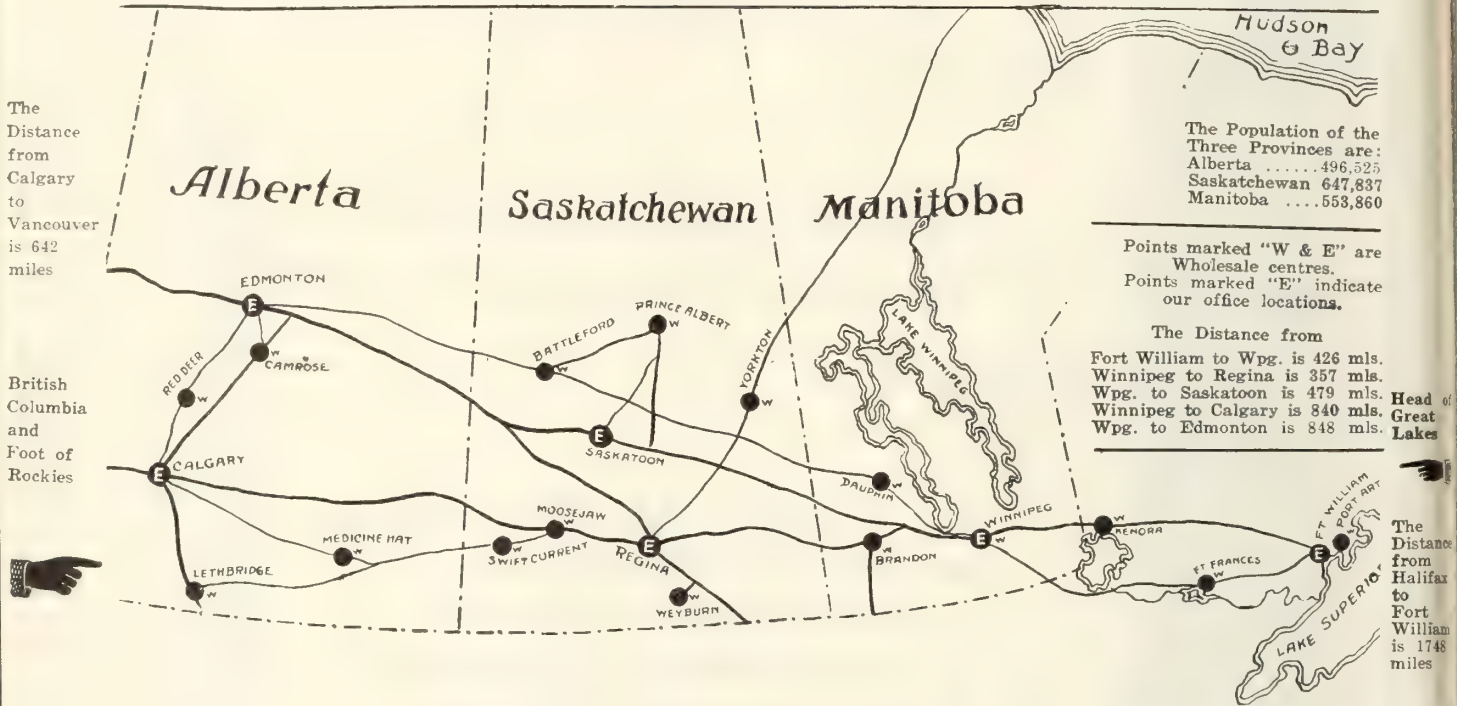 Hudson
Bay
The
Distance
from
Calgary
to
Vancouver
is 642
miles
British
Columbia
and
Foot of
Rockies
Alberta
Saskatchewan
Manitoba
EDMONTON
E
RED DEER
W
CAMROSE
W
CALGARY
E
MEDICINE HAT
W
LETHBRIDGE
W
BATTLEFORD
W
PRINCE ALBERT
W
SASKATOON
E
YORKTON
W
MOOSEJAW
W
SWIFT CURRENT
W
REGINA
E
WEYBURN
W
LAKE WINNIPEG
DAUPHIN
W
BRANDON
W
WINNIPEG
E
W
KENORA
W
FT FRANCES
W
FT WILLIAM
E
PORT ART
LAKE SUPERIOR
The Population of the
Three Provinces are:
Alberta ......496,525
Saskatchewan 647,837
Manitoba ....553,860
Points marked "W & E" are
Wholesale centres.
Points marked "E" indicate
our office locations.
The Distance from
Fort William to Wpg. is 426 mls.
Winnipeg to Regina is 357 mls.
Wpg. to Saskatoon is 479 mls.
Winnipeg to Calgary is 840 mls.
Wpg. to Edmonton is 848 mls.
Head of
Great
Lakes
The
Distance
from
Halifax
to
Fort
William
is 1748
miles